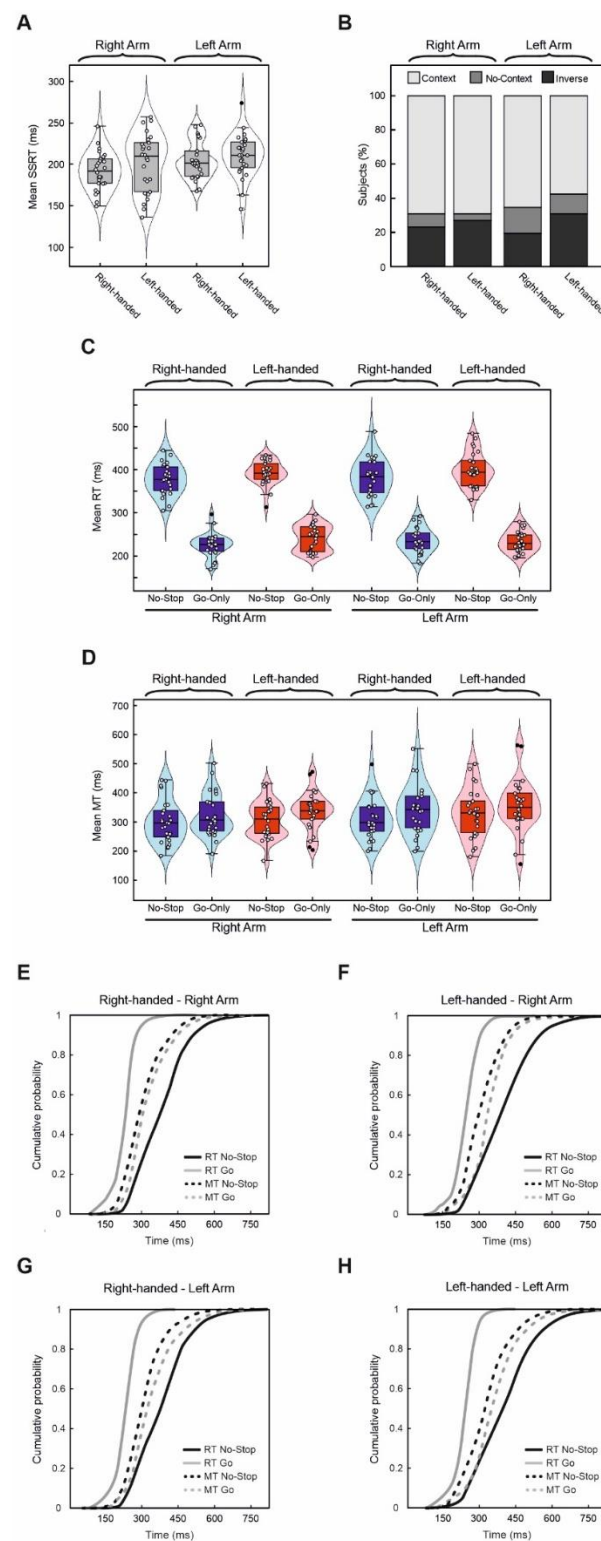 A
Right Arm Left Arm
Mean SSRT (ms)
300
250
200
150
100
Right-handed
Left-handed
Right-handed
Left-handed
B
Right Arm Left Arm
Context No-Context Inverse
Subjects (%)
100
80
60
40
20
0
Right-handed
Left-handed
Right-handed
Left-handed
C
Right-handed Left-handed Right-handed Left-handed
Mean RT (ms)
500
400
300
200
No-Stop Go-Only No-Stop Go-Only No-Stop Go-Only No-Stop Go-Only
Right Arm Left Arm
D
Right-handed Left-handed Right-handed Left-handed
Mean MT (ms)
700
600
500
400
300
200
100
No-Stop Go-Only No-Stop Go-Only No-Stop Go-Only No-Stop Go-Only
Right Arm Left Arm
E
Right-handed - Right Arm
Cumulative probability
1
0.8
0.6
0.4
0.2
0
RT No-Stop
RT Go
MT No-Stop
MT Go
150 300 450 600 750
Time (ms)
F
Left-handed - Right Arm
Cumulative probability
1
0.8
0.6
0.4
0.2
0
RT No-Stop
RT Go
MT No-Stop
MT Go
150 300 450 600 750
Time (ms)
G
Right-handed - Left Arm
Cumulative probability
1
0.8
0.6
0.4
0.2
0
RT No-Stop
RT Go
MT No-Stop
MT Go
150 300 450 600 750
Time (ms)
H
Left-handed - Left Arm
Cumulative probability
1
0.8
0.6
0.4
0.2
0
RT No-Stop
RT Go
MT No-Stop
MT Go
150 300 450 600 750
Time (ms)